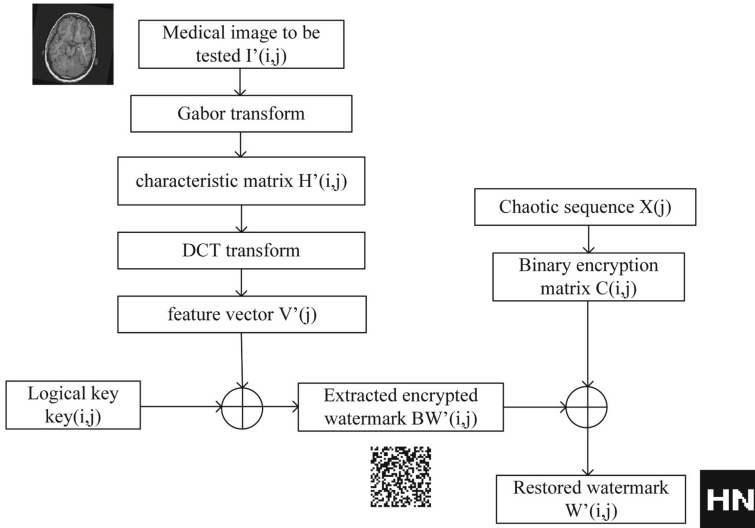 Medical image to be
tested I’(i,j)
Gabor transform
characteristic matrix H’(i,j)
DCT transform
feature vector V’(j)
Logical key
key(i,j)
Extracted encrypted
watermark BW’(i,j)
Chaotic sequence X(j)
Binary encryption
matrix C(i,j)
Restored watermark
W’(i,j)
HN